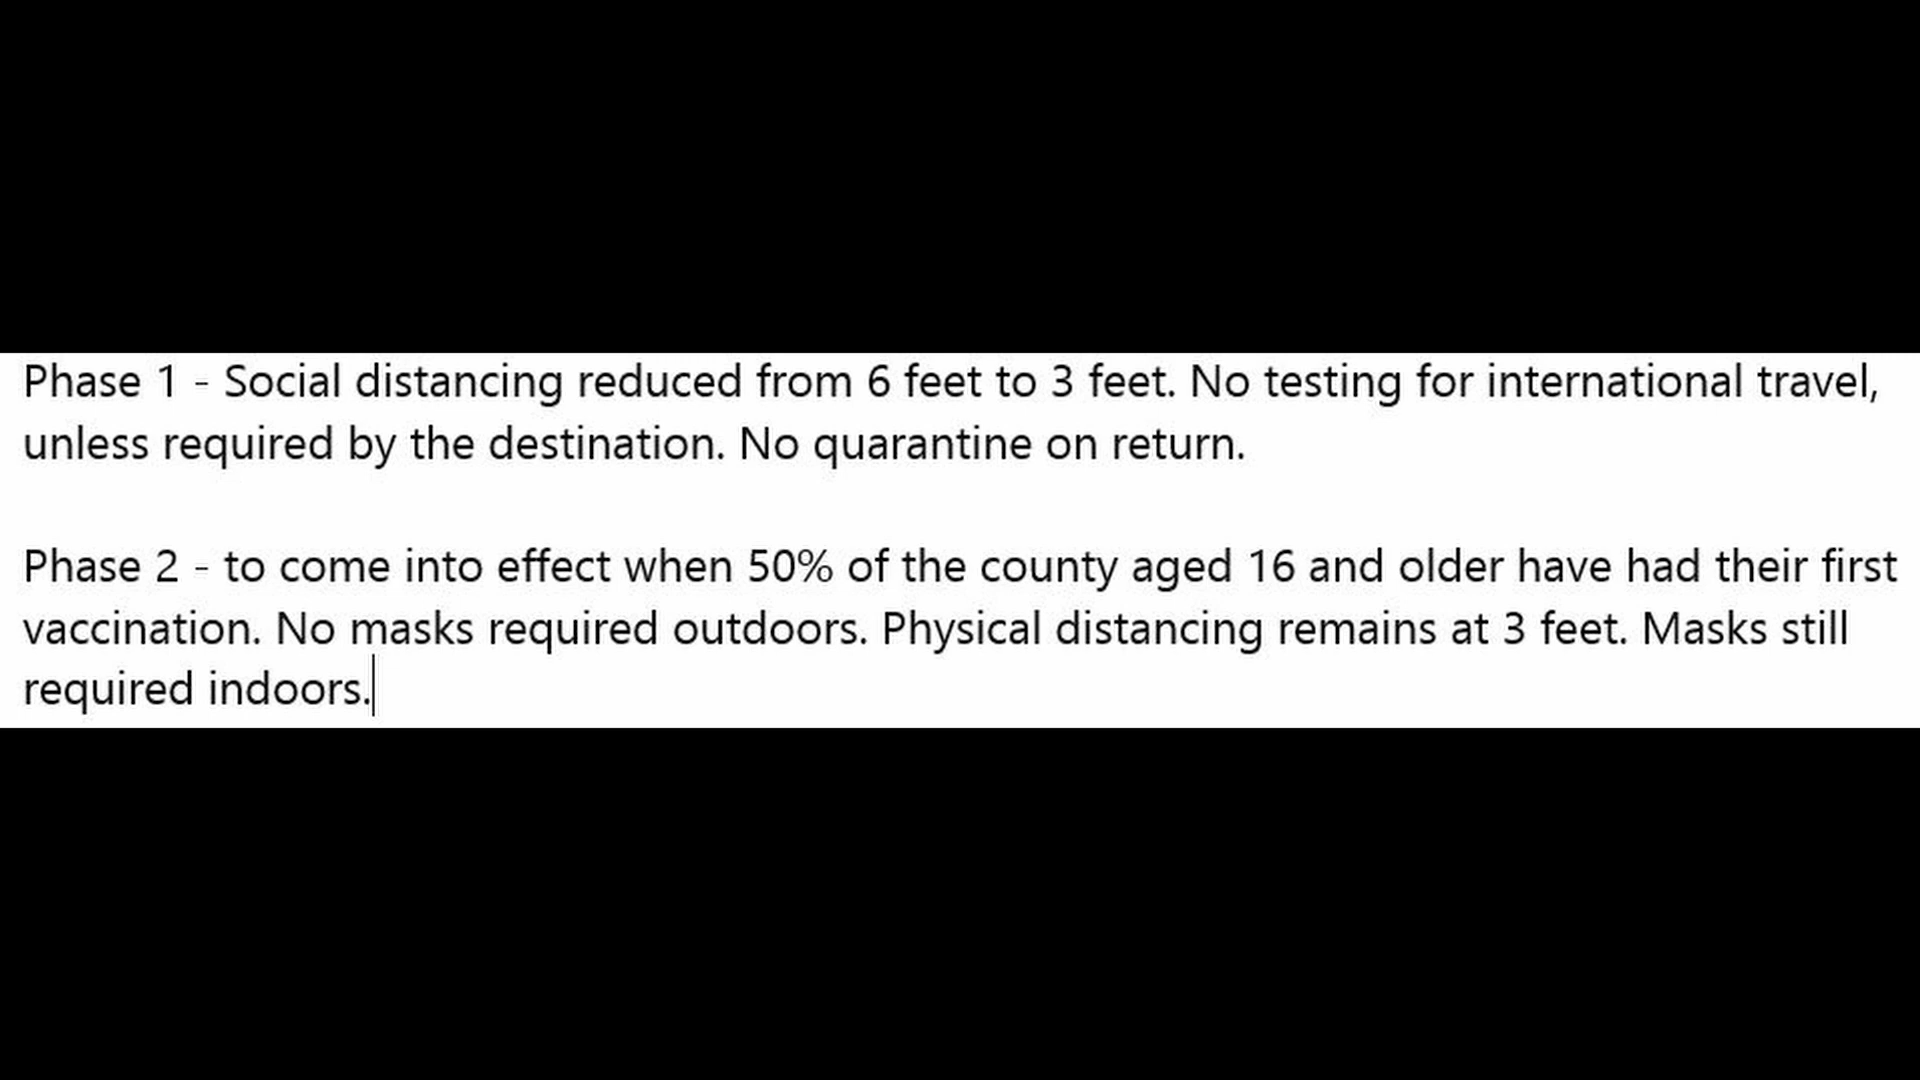 Phase 1 - Social distancing reduced from 6 feet to 3 feet. No testing for international travel,
unless required by the destination. No quarantine on return.
Phase 2 - to come into effect when 50% of the county aged 16 and older have had their first
vaccination. No masks required outdoors. Physical distancing remains at 3 feet. Masks still
required indoors.